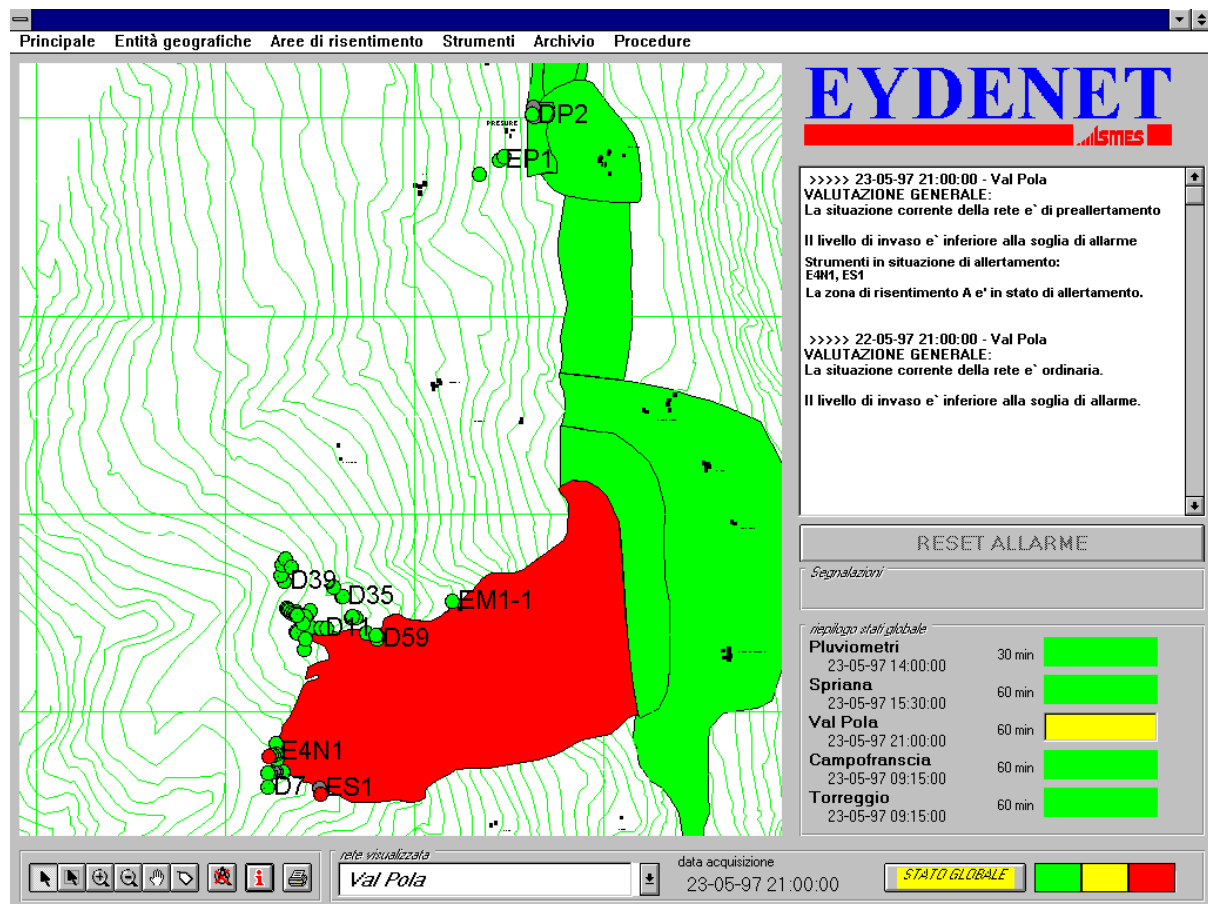 Principale Entità geografiche Aree di risentimento Strumenti Archivio Procedure
DP2
PRESURE
EP1
D39
D35
EM1-1
D11
D59
E4N1
D7
ES1
EYDENET
ISMES
>>>>> 23-05-97 21:00:00 - Val Pola
VALUTAZIONE GENERALE:
La situazione corrente della rete e` di preallertamento
Il livello di invaso e` inferiore alla soglia di allarme
Strumenti in situazione di allertamento:
E4N1, ES1
La zona di risentimento A e' in stato di allertamento.
>>>>> 22-05-97 21:00:00 - Val Pola
VALUTAZIONE GENERALE:
La situazione corrente della rete e` ordinaria.
Il livello di invaso e` inferiore alla soglia di allarme.
RESET ALLARME
Segnalazioni
riepilogo stati globale
Pluviometri
23-05-97 14:00:00 30 min
Spriana
23-05-97 15:30:00 60 min
Val Pola
23-05-97 21:00:00 60 min
Campofranscia
23-05-97 09:15:00 60 min
Torreggio
23-05-97 09:15:00 60 min
rete visualizzata
Val Pola
data acquisizione
23-05-97 21:00:00
STATO GLOBALE